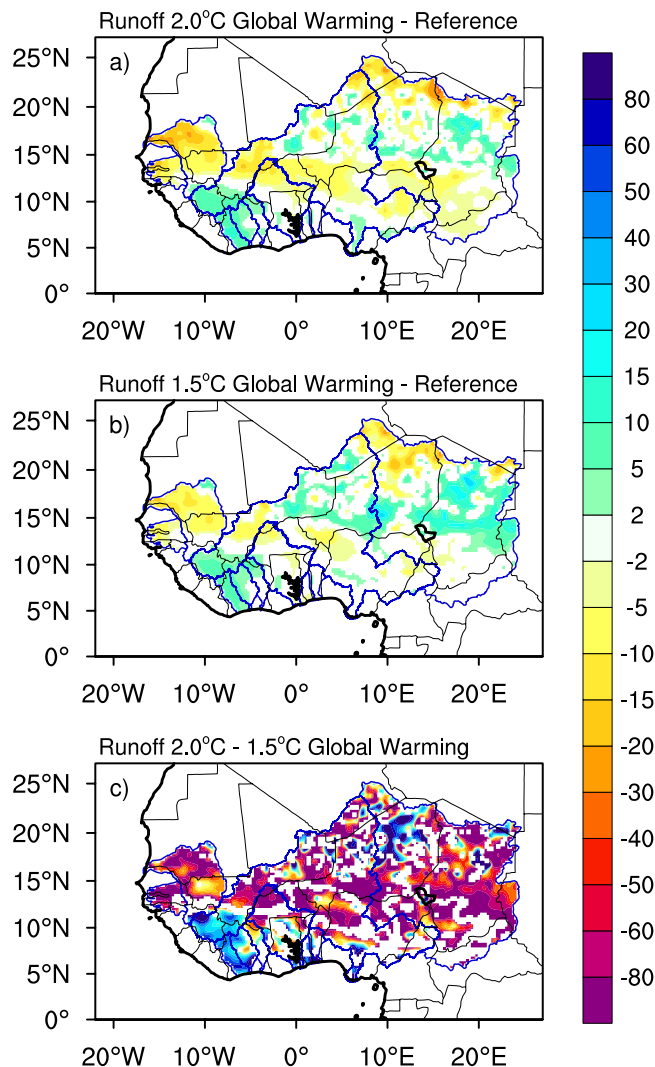 Runoff 2.0°C Global Warming - Reference
a)
25°N
20°N
15°N
10°N
5°N
0°
20°W 10°W 0° 10°E 20°E
Runoff 1.5°C Global Warming - Reference
b)
25°N
20°N
15°N
10°N
5°N
0°
20°W 10°W 0° 10°E 20°E
Runoff 2.0°C - 1.5°C Global Warming
c)
25°N
20°N
15°N
10°N
5°N
0°
20°W 10°W 0° 10°E 20°E
80
60
50
40
30
20
15
10
5
2
-2
-5
-10
-15
-20
-30
-40
-50
-60
-80